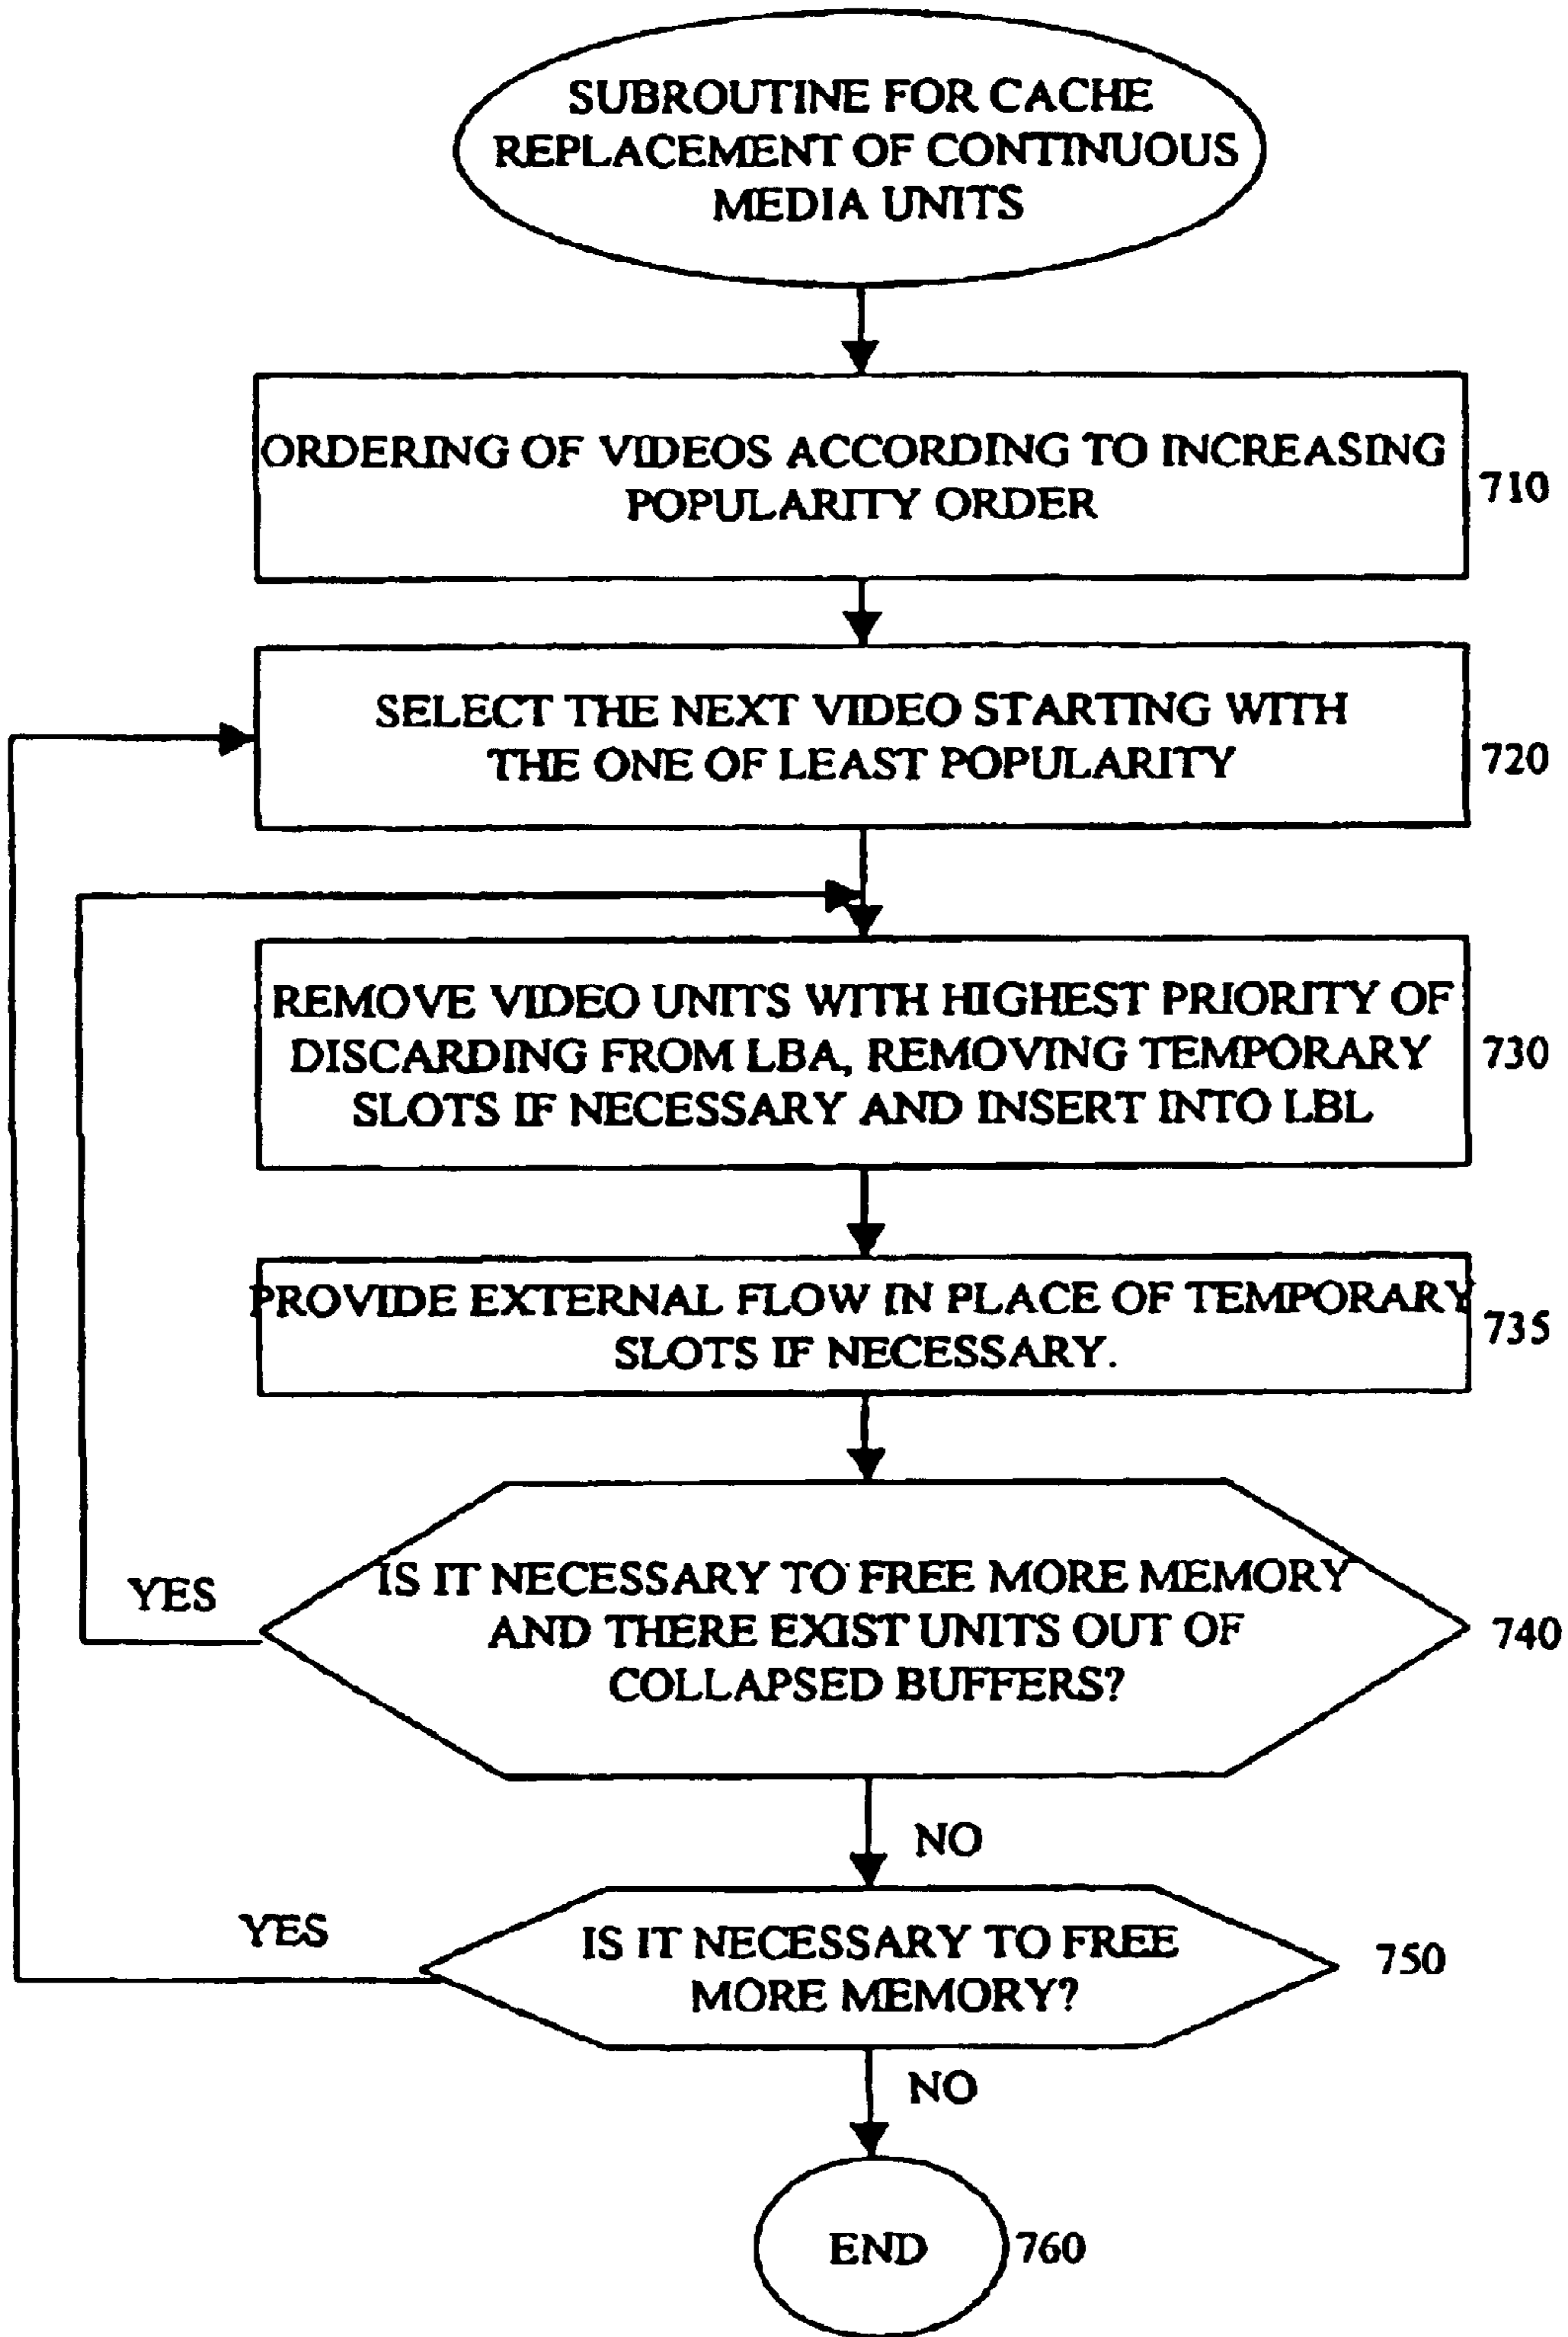 SUBROUTINE FOR CACHE
REPLACEMENT OF CONTINUOUS
MEDIA UNITS
ORDERING OF VIDEOS ACCORDING TO INCREASING
POPULARITY ORDER
710
SELECT THE NEXT VIDEO STARTING WITH
THE ONE OF LEAST POPULARITY
720
REMOVE VIDEO UNITS WITH HIGHEST PRIORITY OF
DISCARDING FROM LBA, REMOVING TEMPORARY
SLOTS IF NECESSARY AND INSERT INTO LBL
730
PROVIDE EXTERNAL FLOW IN PLACE OF TEMPORARY
SLOTS IF NECESSARY.
735
IS IT NECESSARY TO FREE MORE MEMORY
AND THERE EXIST UNITS OUT OF
COLLAPSED BUFFERS?
740
YES
NO
IS IT NECESSARY TO FREE
MORE MEMORY?
750
YES
NO
END
760